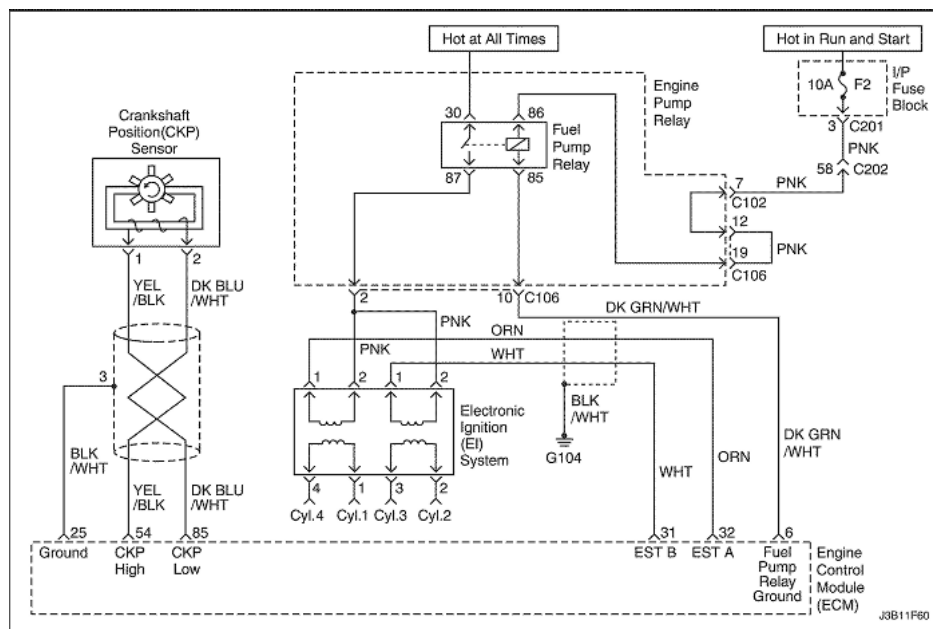 Hot at All Times
Hot in Run and Start
10A F2
I/P
Fuse
Block
3 C201
PNK
58 C202
Engine
Pump
Relay
30 86
Fuel
Pump
Relay
87 85
Crankshaft
Position(CKP)
Sensor
1 2
YEL
/BLK
DK BLU
/WHT
PNK
7
C102
12
PNK
19
C106
2 10 C106
DK GRN/WHT
PNK
ORN
PNK
WHT
1 2 1 2
Electronic
Ignition
(EI)
System
4 1 3 2
Cyl.4 Cyl.1 Cyl.3 Cyl.2
BLK
/WHT
G104
3
BLK
/WHT
YEL
/BLK
DK BLU
/WHT
WHT
ORN
DK GRN
/WHT
25 54 85 31 32 6
Ground
CKP
High
CKP
Low
EST B
EST A
Fuel
Pump
Relay
Ground
Engine
Control
Module
(ECM)
J3B11F60